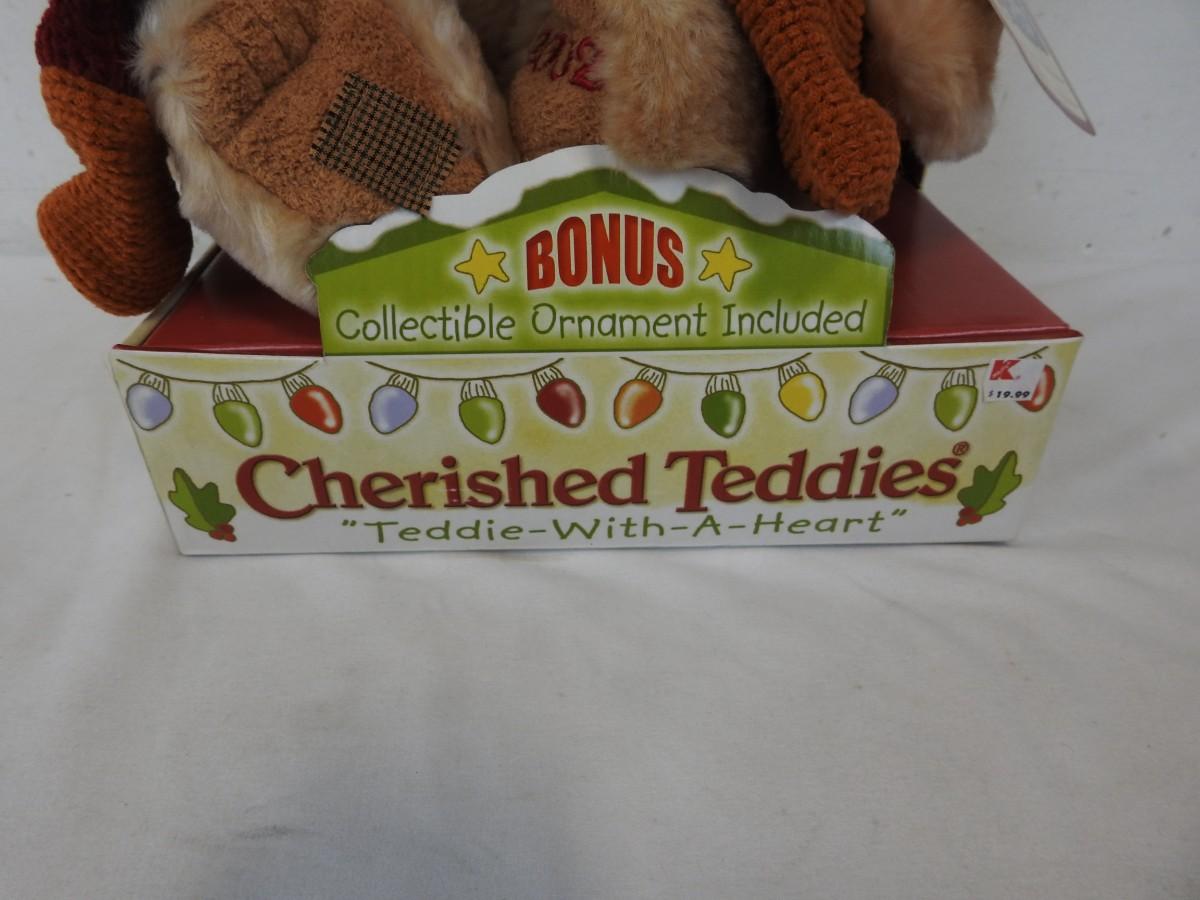 BONUS
Collectible Ornament Included
K
$19.99
Cherished Teddies®
"Teddie-With-A-Heart"